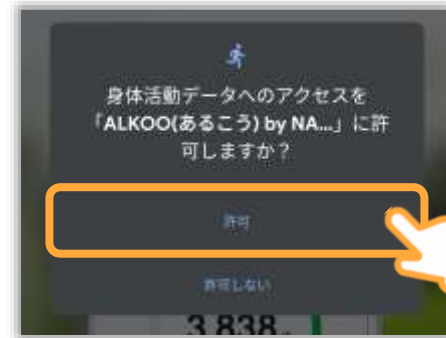 身体活動データへのアクセスを
「ALKOO(あるこう) by NA...」に許
可しますか？
許可
許可しない
3,838